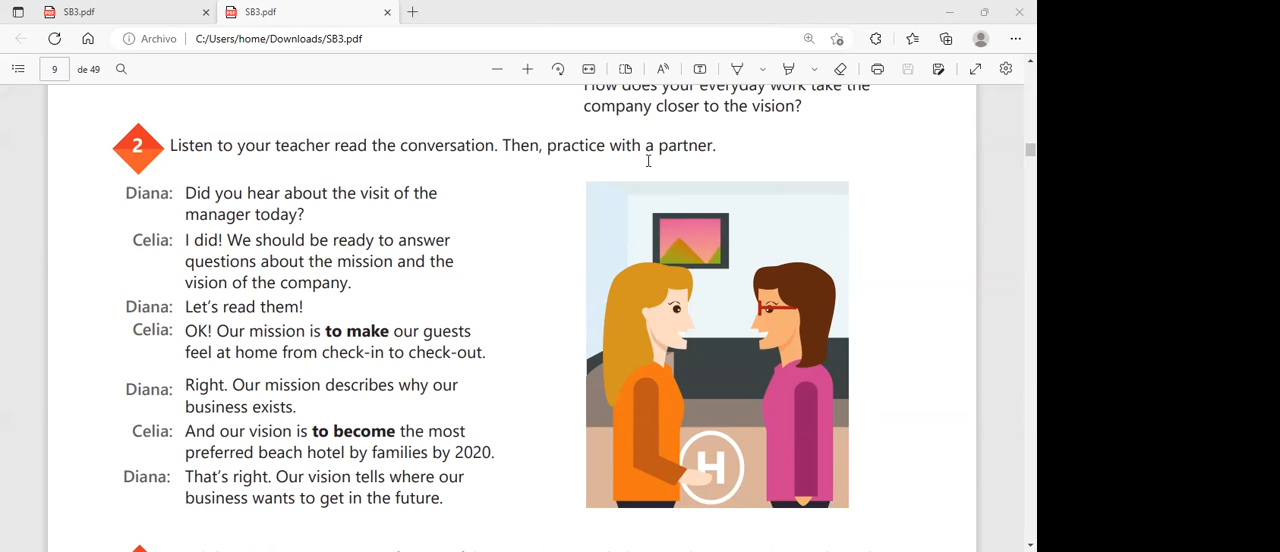 SB3.pdf
SB3.pdf
Archivo C:/Users/home/Downloads/SB3.pdf
9 de 49
How does your everyday work take the
company closer to the vision?
2 Listen to your teacher read the conversation. Then, practice with a partner.
Diana: Did you hear about the visit of the
manager today?
Celia: I did! We should be ready to answer
questions about the mission and the
vision of the company.
Diana: Let's read them!
Celia: OK! Our mission is to make our guests
feel at home from check-in to check-out.
Diana: Right. Our mission describes why our
business exists.
Celia: And our vision is to become the most
preferred beach hotel by families by 2020.
Diana: That's right. Our vision tells where our
business wants to get in the future.
H